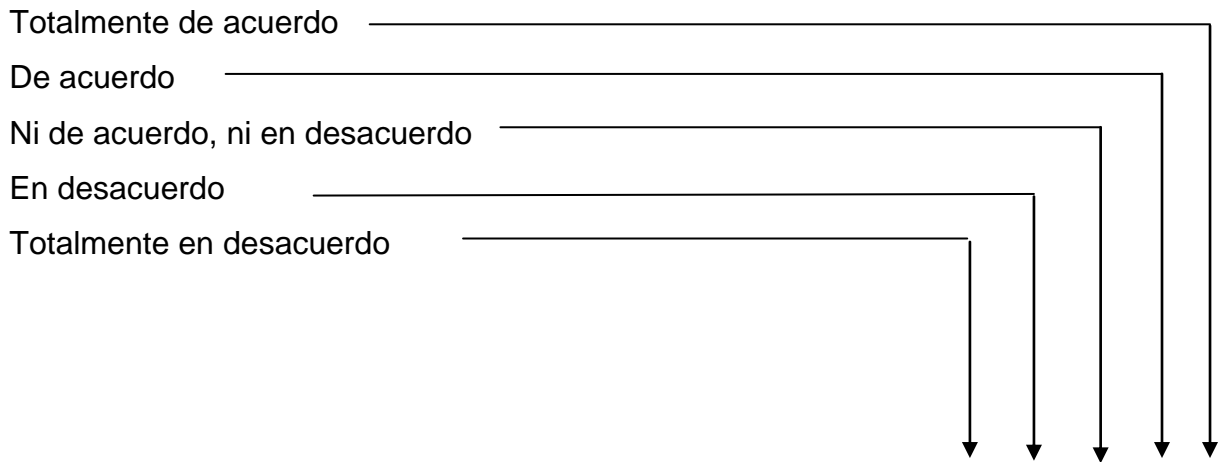 Totalmente de acuerdo
De acuerdo
Ni de acuerdo, ni en desacuerdo
En desacuerdo
Totalmente en desacuerdo